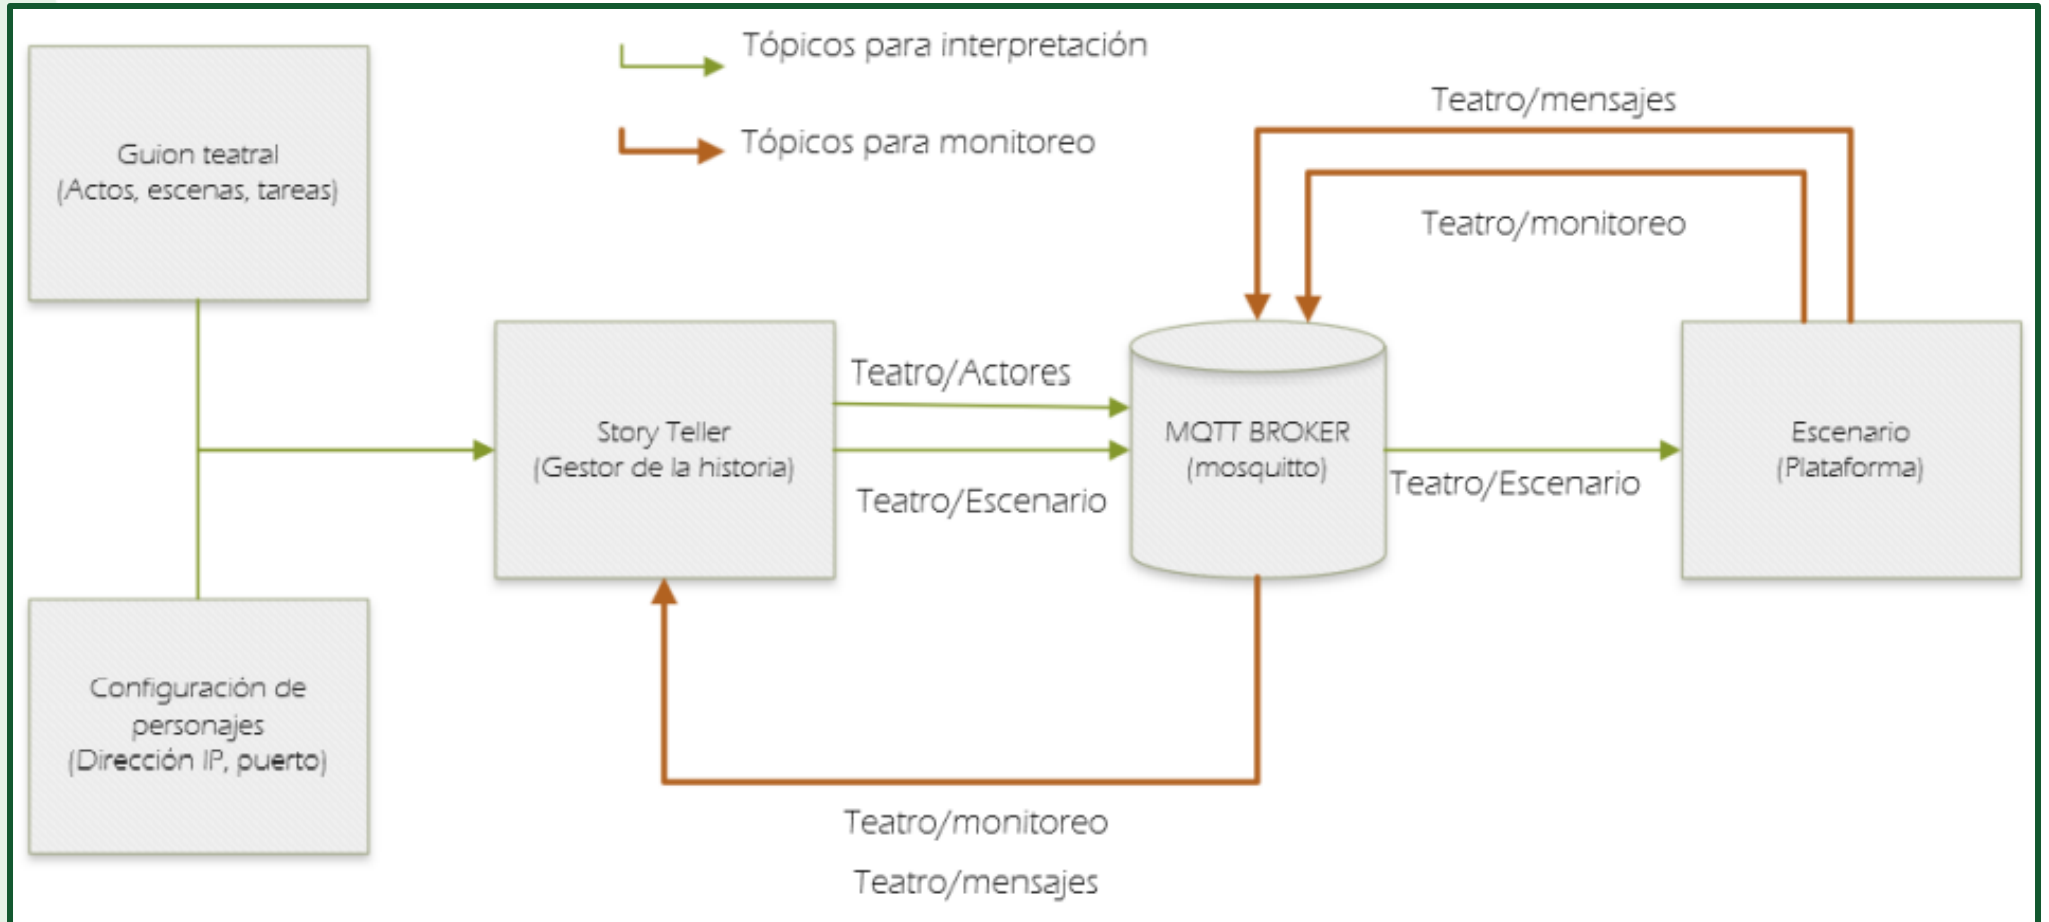 Tópicos para interpretación
Tópicos para monitoreo
Guion teatral
(Actos, escenas, tareas)
Teatro/mensajes
Teatro/monitoreo
Story Teller
(Gestor de la historia)
Teatro/Actores
Teatro/Escenario
MQTT BROKER
(mosquitto)
Teatro/Escenario
Escenario
(Plataforma)
Configuración de
personajes
(Dirección IP, puerto)
Teatro/monitoreo
Teatro/mensajes